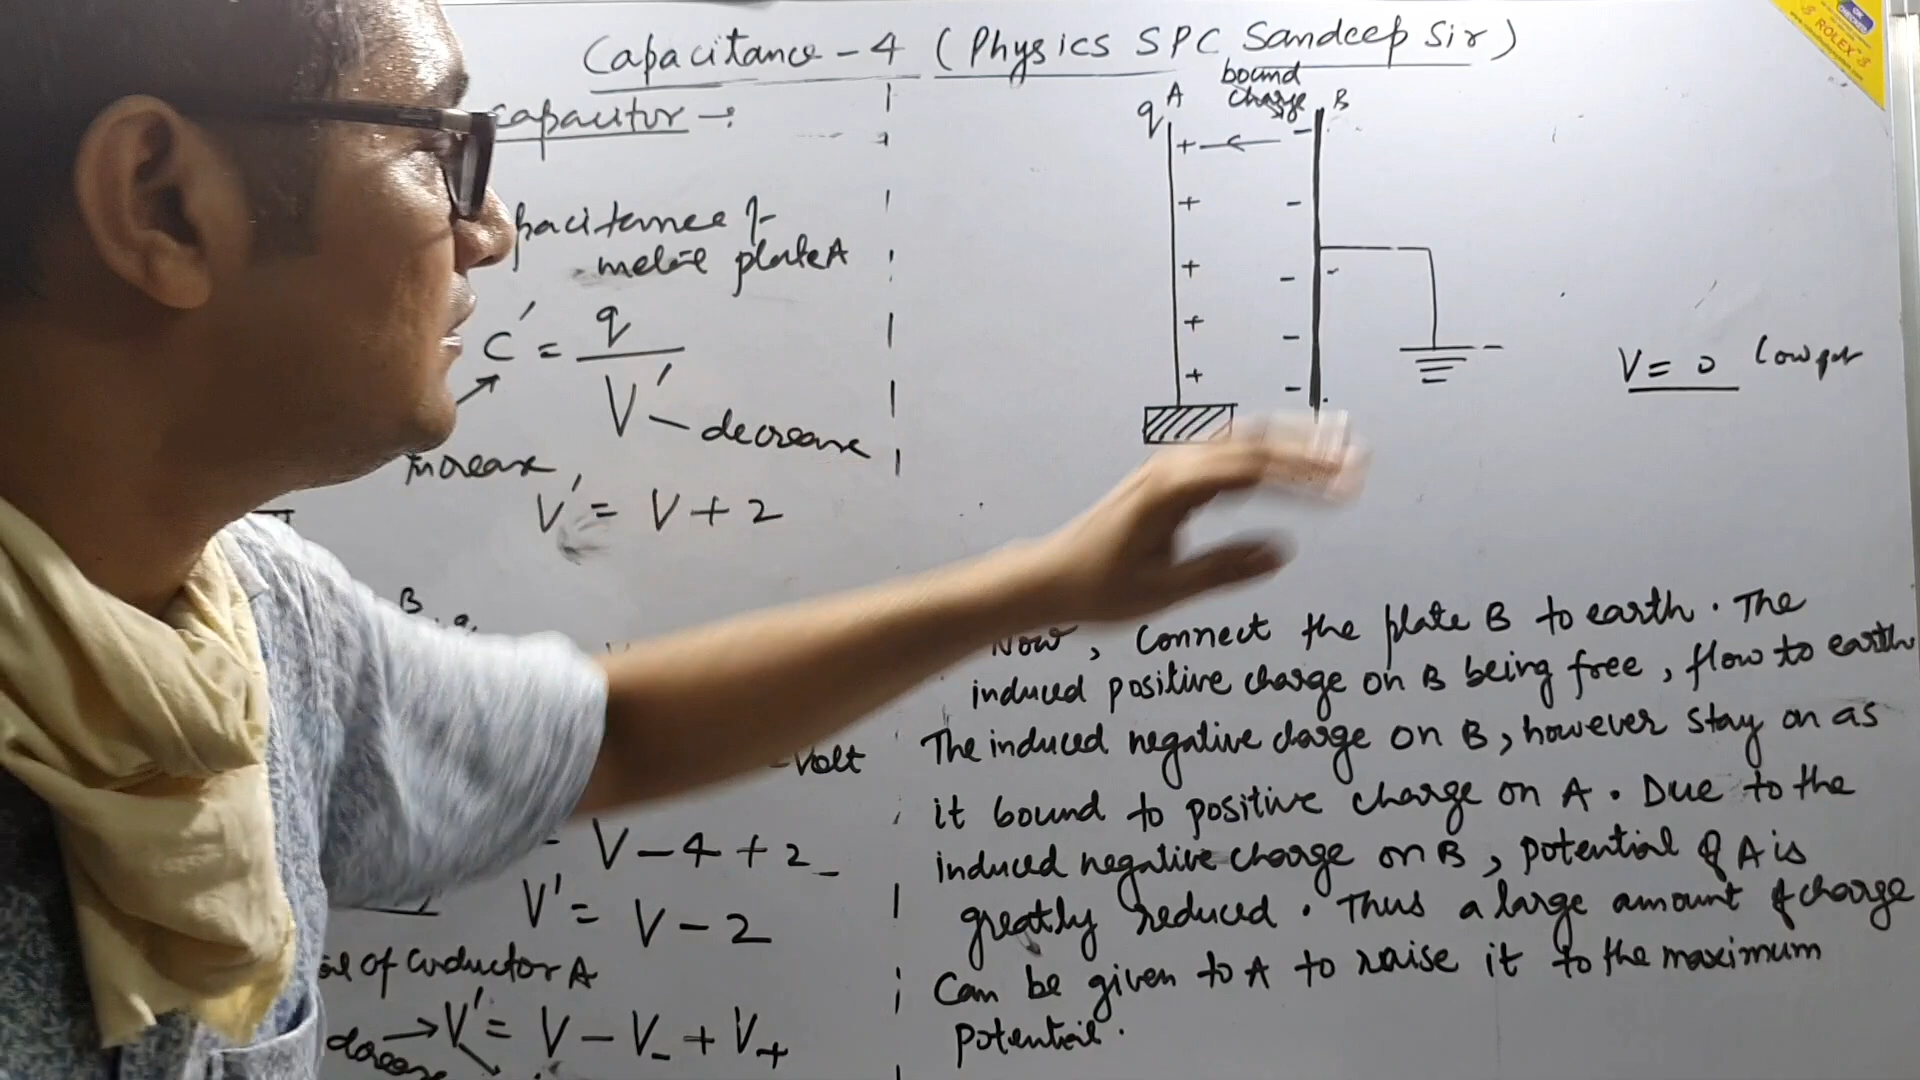 Capacitance - 4 (Physics SPC Sandeep Sir)
capacitor -:
pacitance of
metal plate A
C' = q
V' decrease
increase
V' = V + 2
B
Volt
V - 4 + 2
V' = V - 2
of conductor A
V' = V - V- + V+
q A bound charge B
+ -
+ -
+ -
+ -
+ -
V = 0 low
Now, Connect the plate B to earth. The
induced positive charge on B being free, flow to earth
The induced negative charge on B, however stay on as
it bound to positive charge on A. Due to the
induced negative charge on B, potential of A is
greatly reduced. Thus a large amount of charge
Can be given to A to raise it to the maximum
potential.
ROLEX